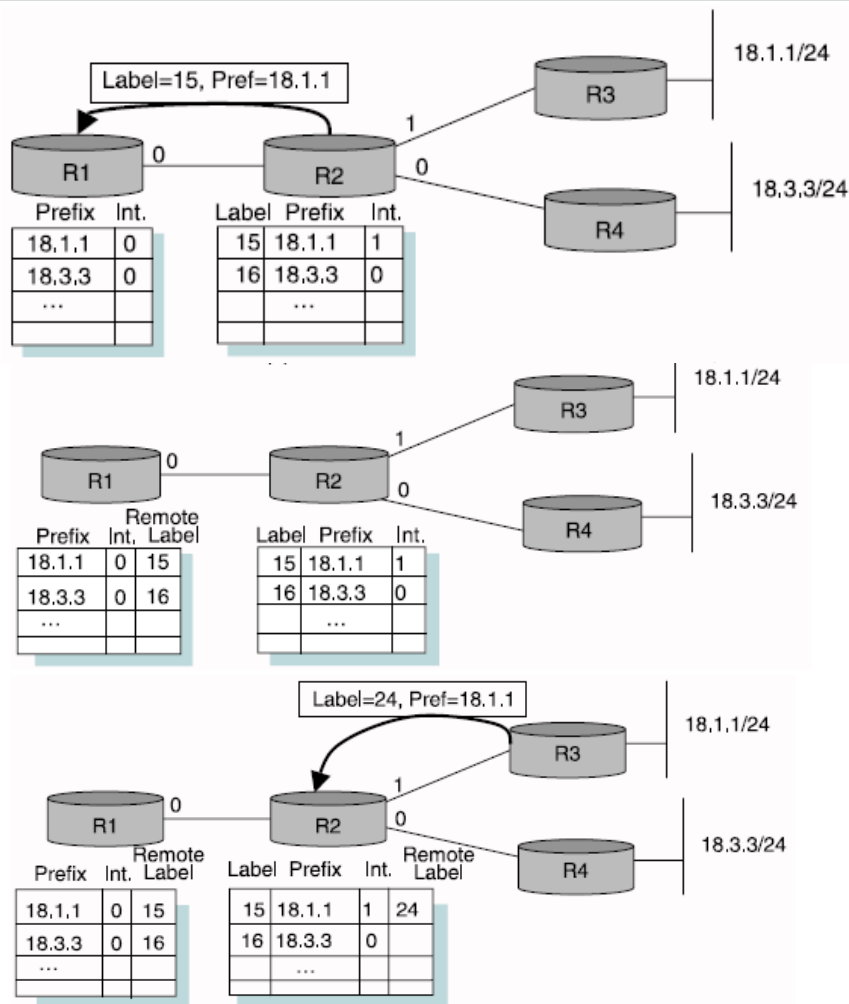 Label=15, Pref=18.1.1
18.1.1/24
R3
1
0
R1
R2
0
18.3.3/24
R4
Prefix Int.
18.1.1 0
18.3.3 0
...
Label Prefix Int.
15 18.1.1 1
16 18.3.3 0
...
18.1.1/24
R3
1
0
R1
R2
0
18.3.3/24
R4
Prefix Int. Remote Label
18.1.1 0 15
18.3.3 0 16
...
Label Prefix Int.
15 18.1.1 1
16 18.3.3 0
...
Label=24, Pref=18.1.1
18.1.1/24
R3
1
0
R1
R2
0
18.3.3/24
R4
Prefix Int. Remote Label
18.1.1 0 15
18.3.3 0 16
...
Label Prefix Int. Remote Label
15 18.1.1 1 24
16 18.3.3 0
...